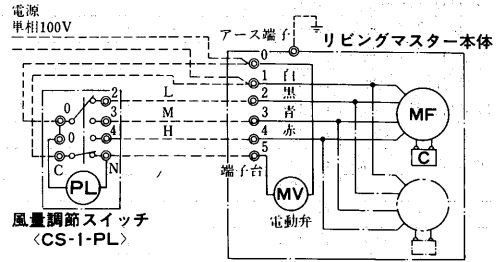 電源
単相100V
アース端子
リビングマスター本体
0
1 白
2 黒
3 青
4 赤
5
端子台
L
M
H
0 2
3
0 4
C N
PL
MF
C
MV
電動弁
風量調節スイッチ
〈CS-1-PL〉